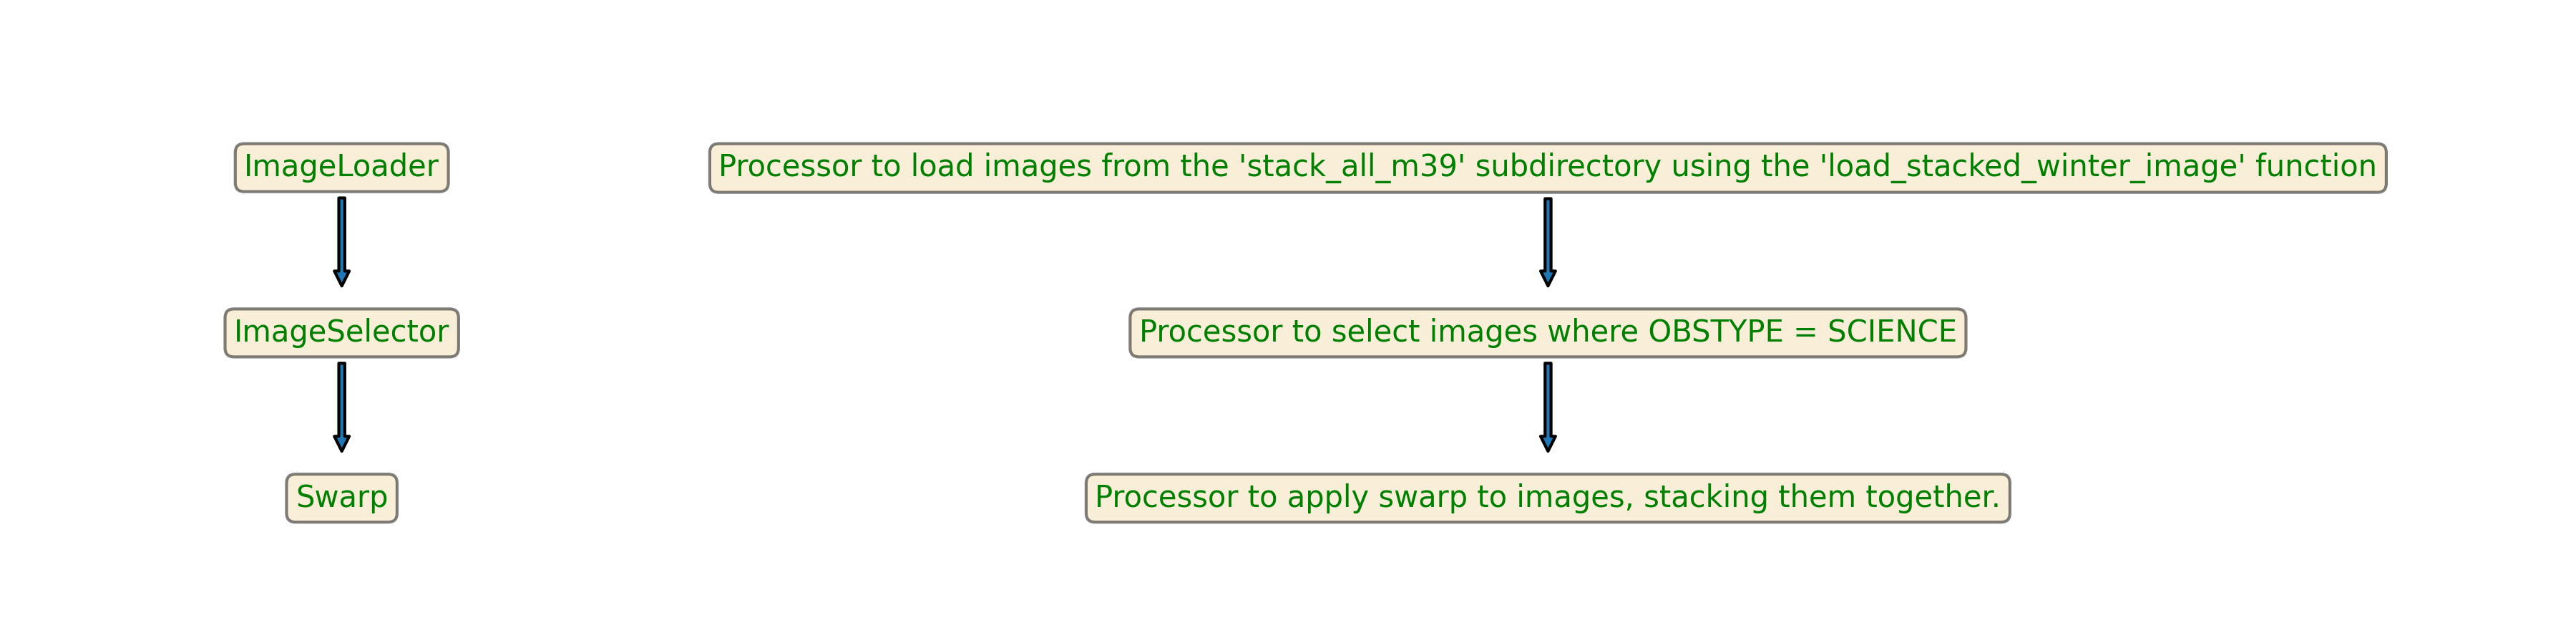 ImageLoader
Processor to load images from the 'stack_all_m39' subdirectory using the 'load_stacked_winter_image' function
ImageSelector
Processor to select images where OBSTYPE = SCIENCE
Swarp
Processor to apply swarp to images, stacking them together.